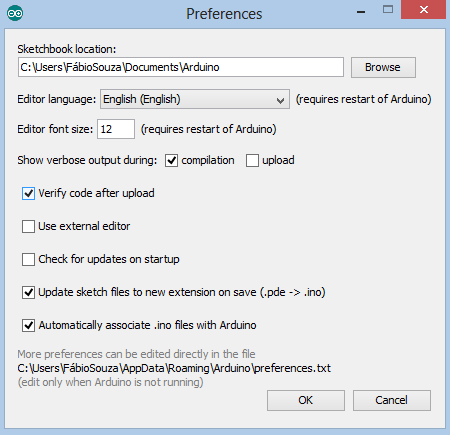 Preferences
Sketchbook location:
C:\Users\FábioSouza\Documents\Arduino Browse
Editor language: English (English) (requires restart of Arduino)
Editor font size: 12 (requires restart of Arduino)
Show verbose output during: compilation upload
Verify code after upload
Use external editor
Check for updates on startup
Update sketch files to new extension on save (.pde -> .ino)
Automatically associate .ino files with Arduino
More preferences can be edited directly in the file
C:\Users\FábioSouza\AppData\Roaming\Arduino\preferences.txt
(edit only when Arduino is not running)
OK Cancel